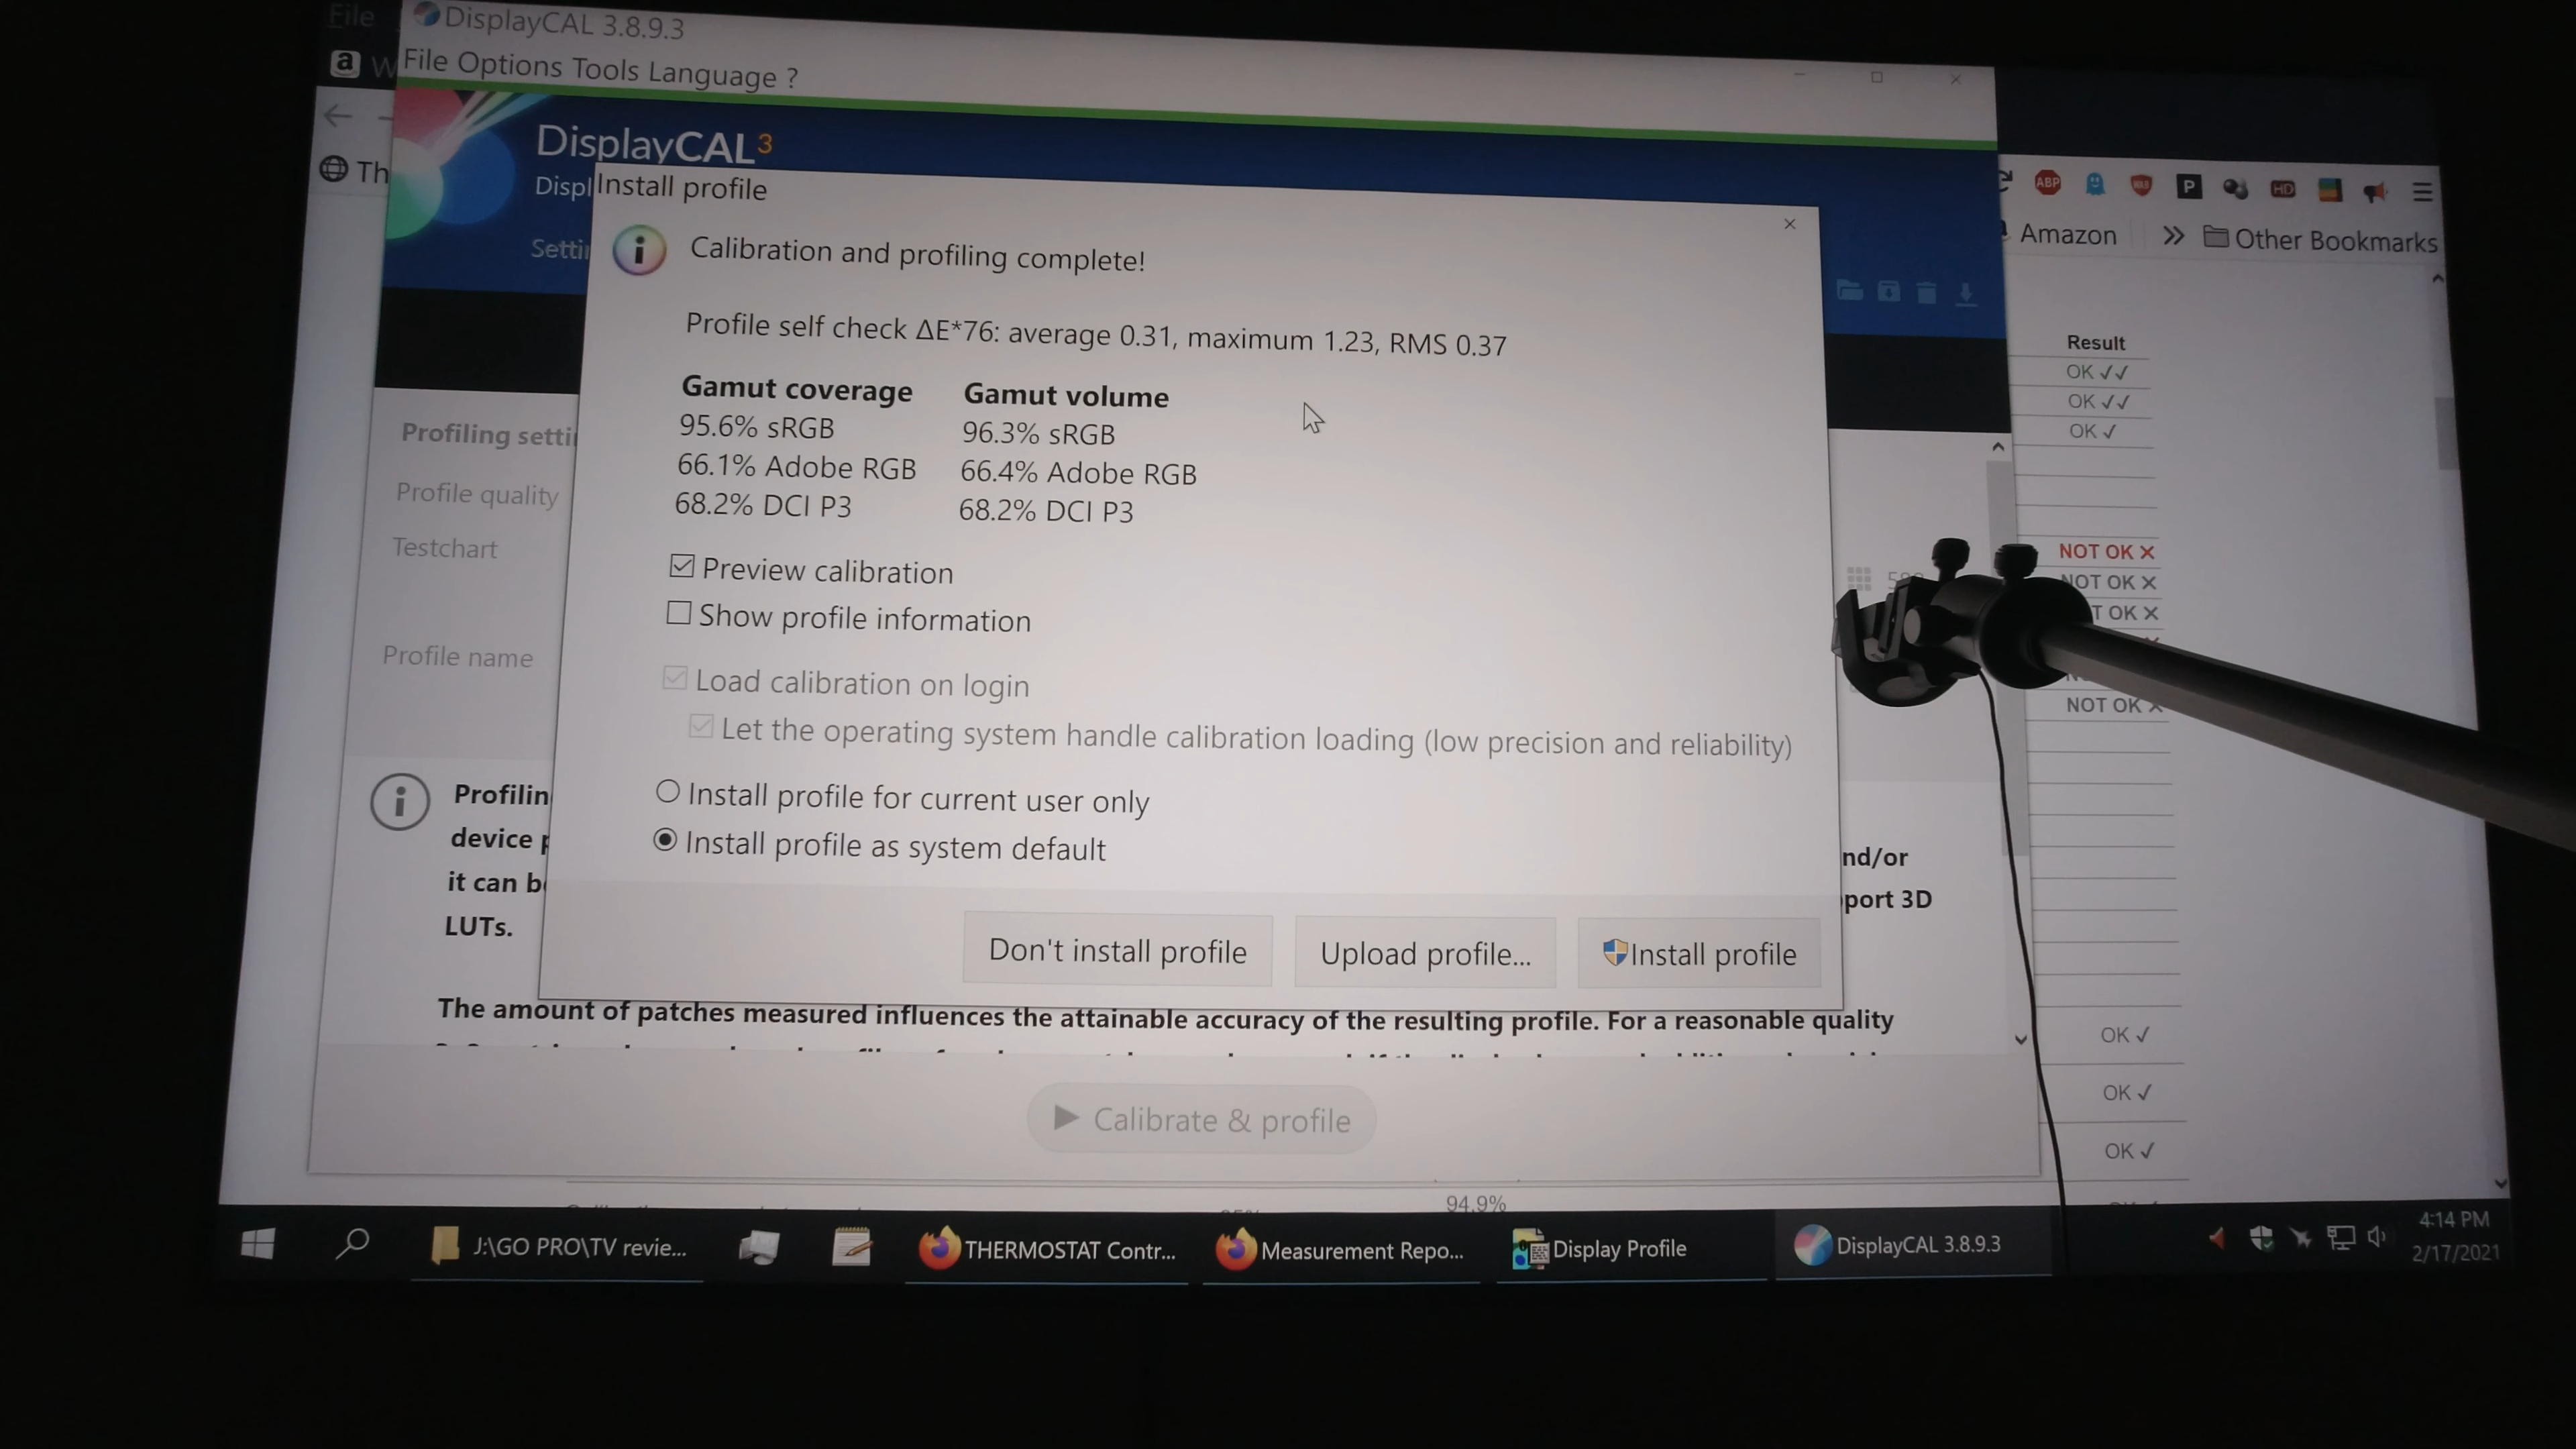 File
DisplayCAL 3.8.9.3
a W
File Options Tools Language ?
DisplayCAL3
Displ
Th
Install profile
ABP
P
HD
Amazon
Other Bookmarks
Settin
Calibration and profiling complete!
Profile self check ΔE*76: average 0.31, maximum 1.23, RMS 0.37
Result
OK ✓✓
OK ✓✓
OK ✓
Gamut coverage Gamut volume
95.6% sRGB 96.3% sRGB
66.1% Adobe RGB 66.4% Adobe RGB
68.2% DCI P3 68.2% DCI P3
Profiling setti
Profile quality
Testchart
Profile name
Preview calibration
Show profile information
Load calibration on login
Let the operating system handle calibration loading (low precision and reliability)
Install profile for current user only
Install profile as system default
NOT OK ✕
NOT OK ✕
T OK ✕
NOT OK ✕
Profilin
device p
it can b
LUTs.
nd/or
port 3D
Don't install profile Upload profile... Install profile
The amount of patches measured influences the attainable accuracy of the resulting profile. For a reasonable quality
OK ✓
OK ✓
OK ✓
Calibrate & profile
94.9%
J:\GO PRO\TV revie... THERMOSTAT Contr... Measurement Repo... Display Profile DisplayCAL 3.8.9.3
4:14 PM
2/17/2021